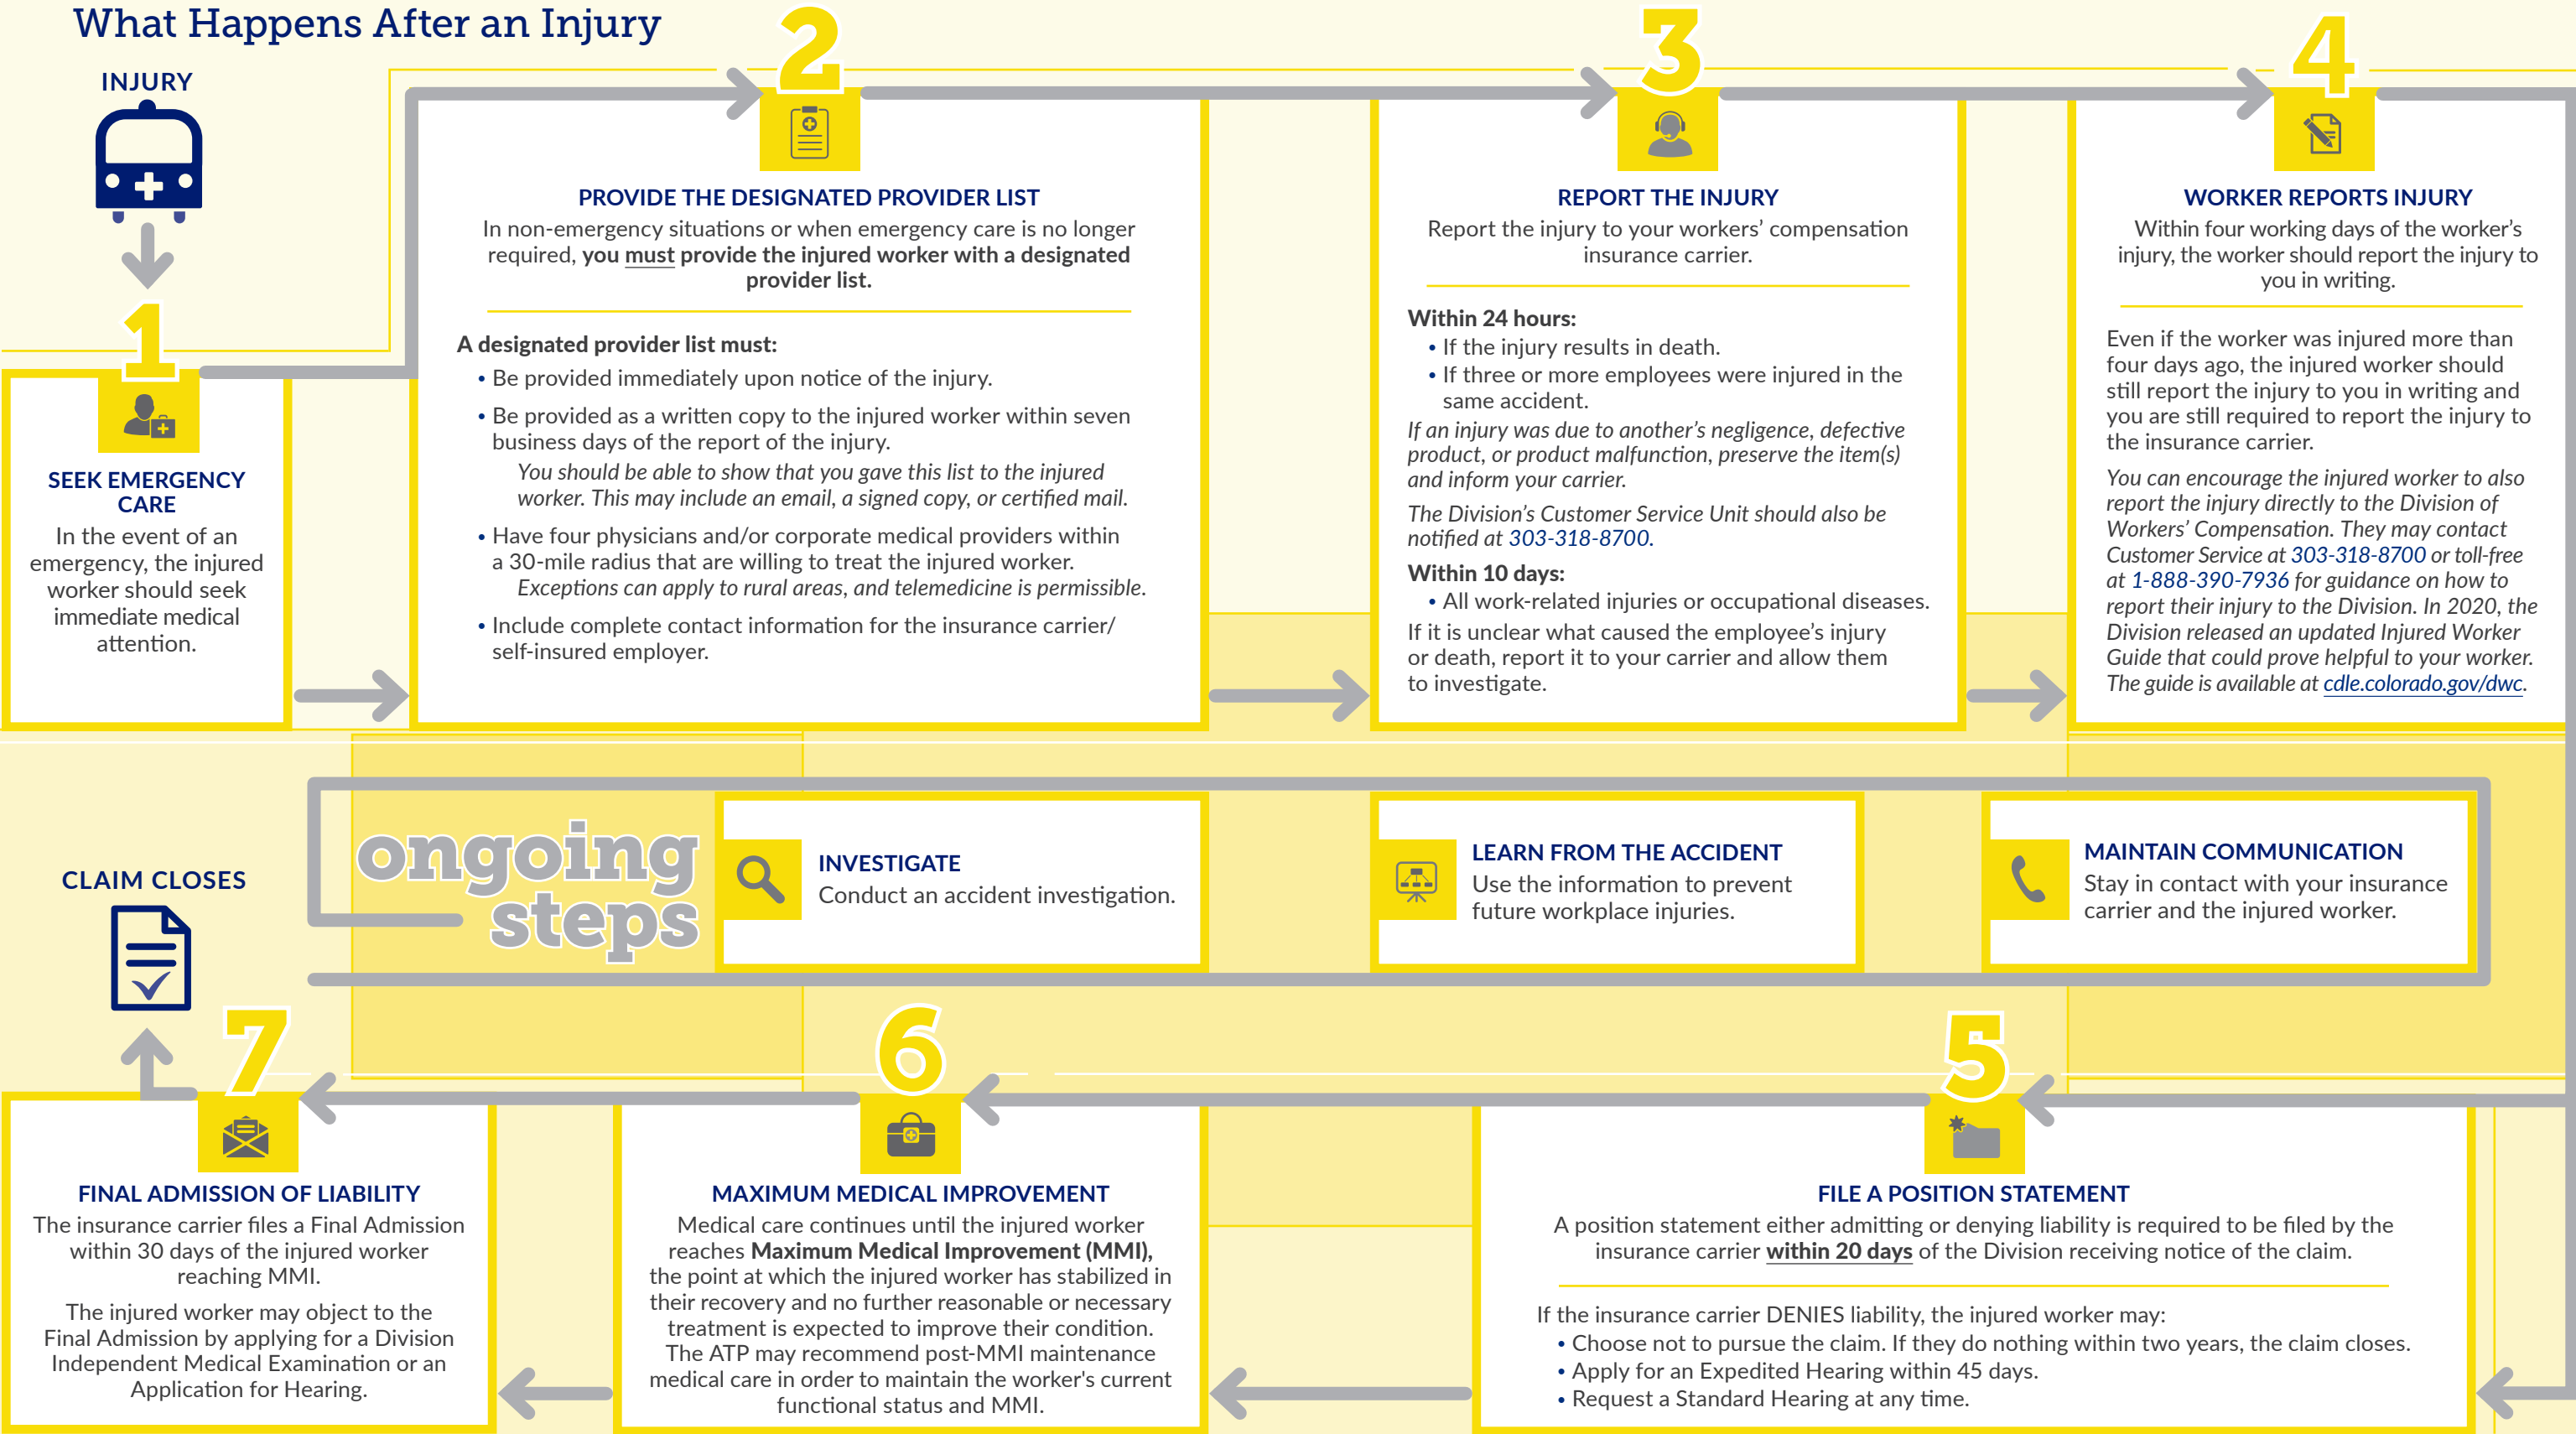 What Happens After an Injury
INJURY
1
SEEK EMERGENCY
CARE
In the event of an
emergency, the injured
worker should seek
immediate medical
attention.
2
PROVIDE THE DESIGNATED PROVIDER LIST
In non-emergency situations or when emergency care is no longer
required, you must provide the injured worker with a designated
provider list.
A designated provider list must:
• Be provided immediately upon notice of the injury.
• Be provided as a written copy to the injured worker within seven
business days of the report of the injury.
You should be able to show that you gave this list to the injured
worker. This may include an email, a signed copy, or certified mail.
• Have four physicians and/or corporate medical providers within
a 30-mile radius that are willing to treat the injured worker.
Exceptions can apply to rural areas, and telemedicine is permissible.
• Include complete contact information for the insurance carrier/
self-insured employer.
3
REPORT THE INJURY
Report the injury to your workers’ compensation
insurance carrier.
Within 24 hours:
• If the injury results in death.
• If three or more employees were injured in the
same accident.
If an injury was due to another’s negligence, defective
product, or product malfunction, preserve the item(s)
and inform your carrier.
The Division’s Customer Service Unit should also be
notified at 303-318-8700.
Within 10 days:
• All work-related injuries or occupational diseases.
If it is unclear what caused the employee’s injury
or death, report it to your carrier and allow them
to investigate.
4
WORKER REPORTS INJURY
Within four working days of the worker’s
injury, the worker should report the injury to
you in writing.
Even if the worker was injured more than
four days ago, the injured worker should
still report the injury to you in writing and
you are still required to report the injury to
the insurance carrier.
You can encourage the injured worker to also
report the injury directly to the Division of
Workers’ Compensation. They may contact
Customer Service at 303-318-8700 or toll-free
at 1-888-390-7936 for guidance on how to
report their injury to the Division. In 2020, the
Division released an updated Injured Worker
Guide that could prove helpful to your worker.
The guide is available at cdle.colorado.gov/dwc.
ongoing
steps
INVESTIGATE
Conduct an accident investigation.
LEARN FROM THE ACCIDENT
Use the information to prevent
future workplace injuries.
MAINTAIN COMMUNICATION
Stay in contact with your insurance
carrier and the injured worker.
5
FILE A POSITION STATEMENT
A position statement either admitting or denying liability is required to be filed by the
insurance carrier within 20 days of the Division receiving notice of the claim.
If the insurance carrier DENIES liability, the injured worker may:
• Choose not to pursue the claim. If they do nothing within two years, the claim closes.
• Apply for an Expedited Hearing within 45 days.
• Request a Standard Hearing at any time.
6
MAXIMUM MEDICAL IMPROVEMENT
Medical care continues until the injured worker
reaches Maximum Medical Improvement (MMI),
the point at which the injured worker has stabilized in
their recovery and no further reasonable or necessary
treatment is expected to improve their condition.
The ATP may recommend post-MMI maintenance
medical care in order to maintain the worker's current
functional status and MMI.
7
FINAL ADMISSION OF LIABILITY
The insurance carrier files a Final Admission
within 30 days of the injured worker
reaching MMI.
The injured worker may object to the
Final Admission by applying for a Division
Independent Medical Examination or an
Application for Hearing.
CLAIM CLOSES